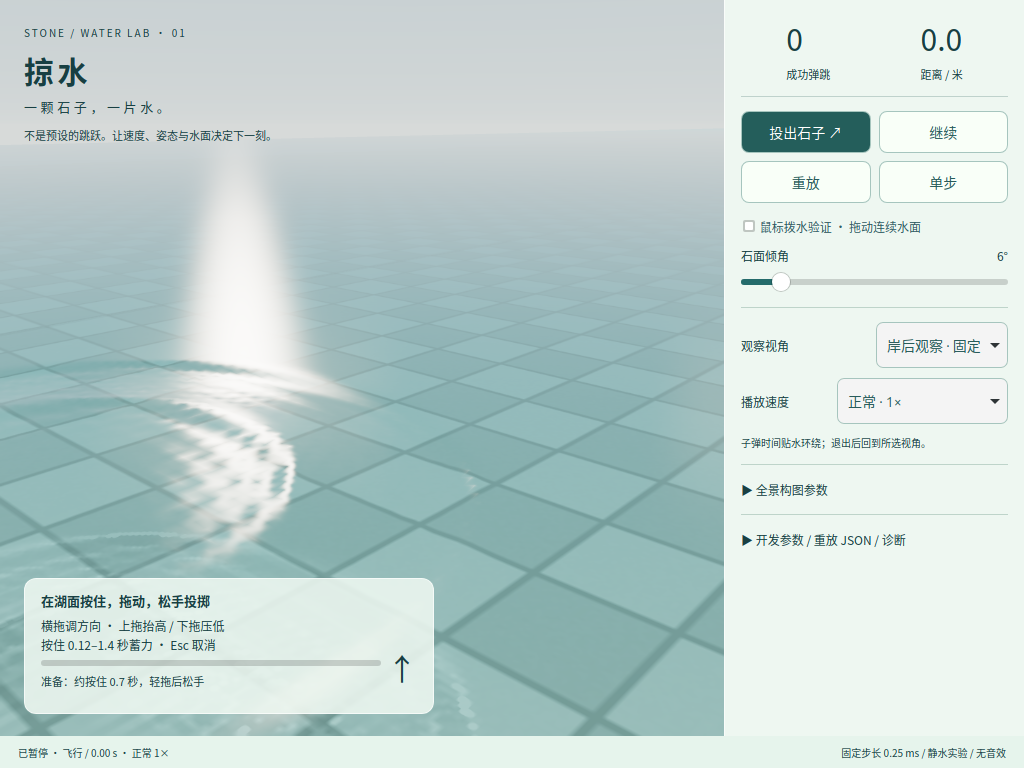 STONE / WATER LAB · 01
掠水
一颗石子，一片水。
不是预设的跳跃。让速度、姿态与水面决定下一刻。
0
成功弹跳
0.0
距离 / 米
投出石子 ↗
继续
重放
单步
鼠标拨水验证 · 拖动连续水面
石面倾角
6°
观察视角
岸后观察 · 固定
播放速度
正常 · 1×
子弹时间贴水环绕；退出后回到所选视角。
▶ 全景构图参数
▶ 开发参数 / 重放 JSON / 诊断
在湖面按住，拖动，松手投掷
横拖调方向 · 上拖抬高 / 下拖压低
按住 0.12–1.4 秒蓄力 · Esc 取消
↑
准备：约按住 0.7 秒，轻拖后松手
已暂停 · 飞行 / 0.00 s · 正常 1×
固定步长 0.25 ms / 静水实验 / 无音效